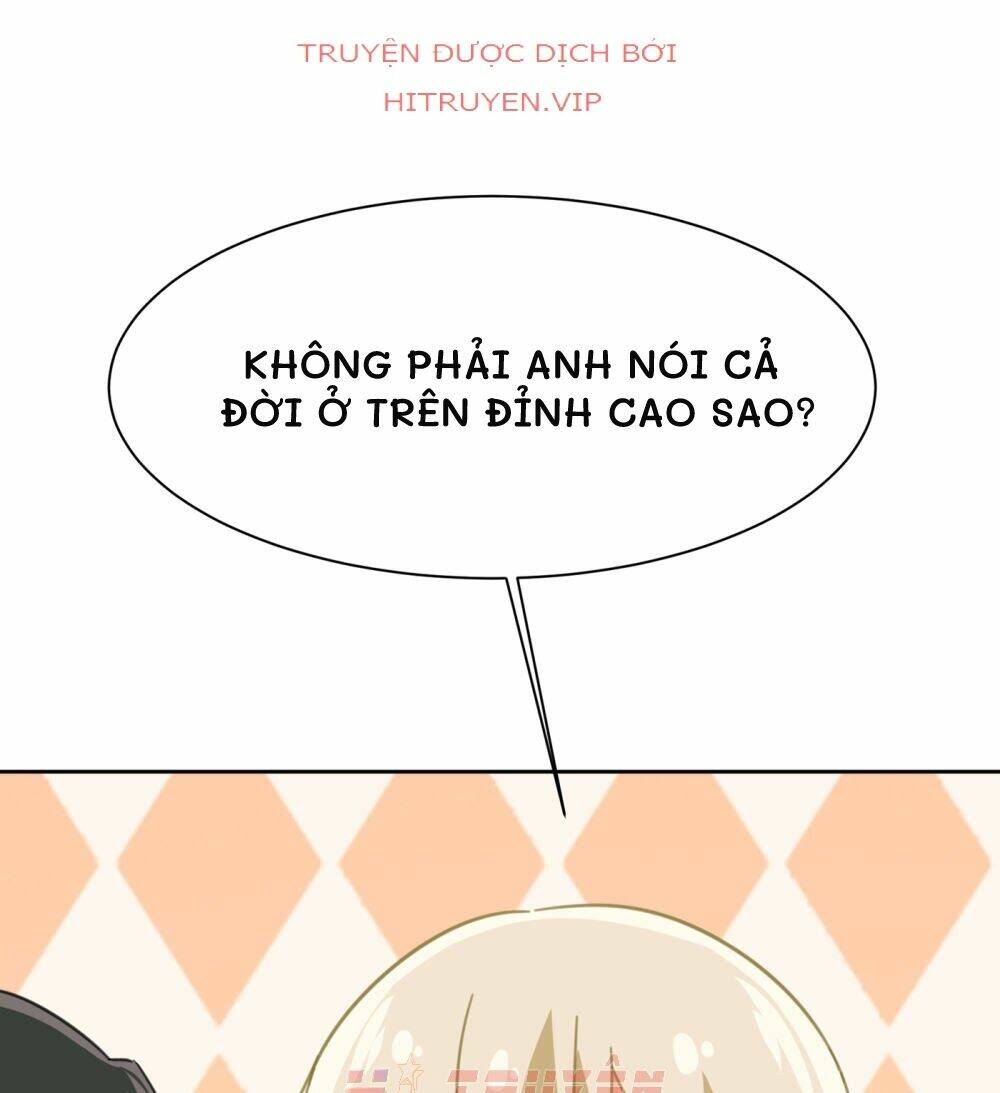 TRUYỆN ĐƯỢC DỊCH BỞI
HITRUYEN.VIP
KHÔNG PHẢI ANH NÓI CẢ
ĐỜI Ở TRÊN ĐỈNH CAO SAO?